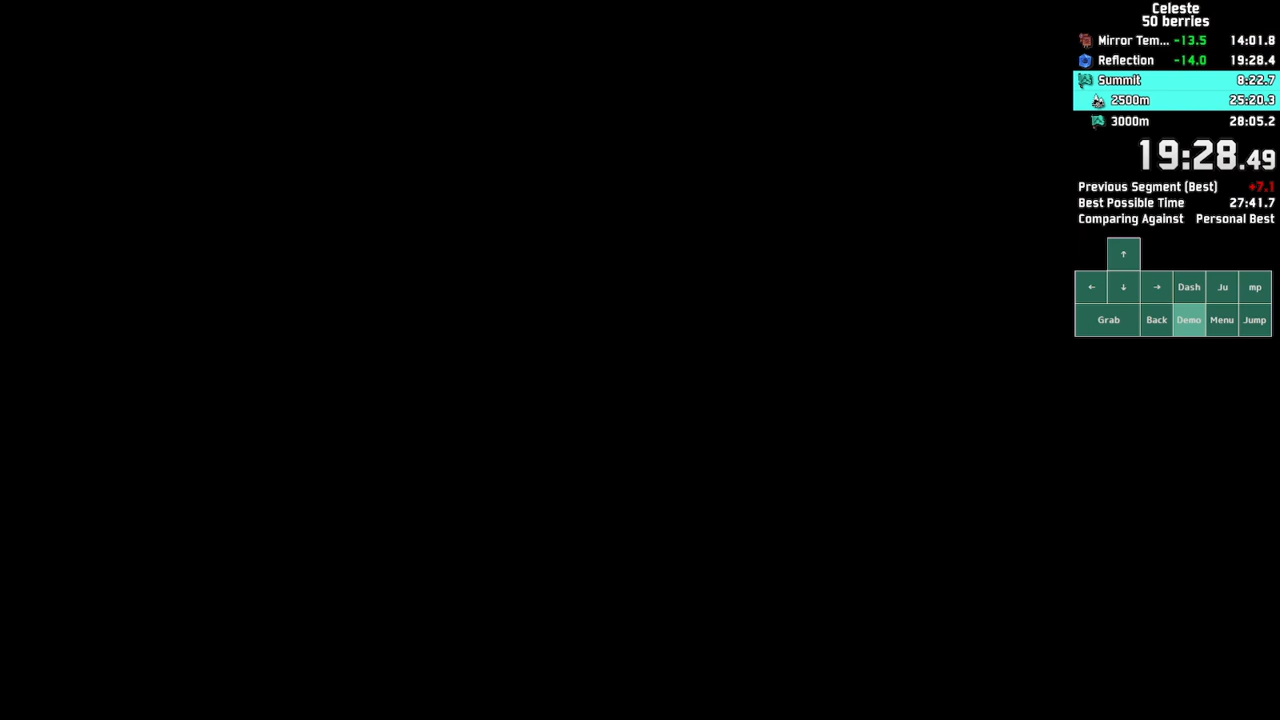 Celeste
50 berries
Mirror Tem... -13.5 14:01.8
Reflection -14.0 19:28.4
Summit 8:22.7
2500m 25:20.3
3000m 28:05.2
19:28.49
Previous Segment (Best) +7.1
Best Possible Time 27:41.7
Comparing Against Personal Best
↑
← ↓ → Dash Ju mp
Grab Back Demo Menu Jump